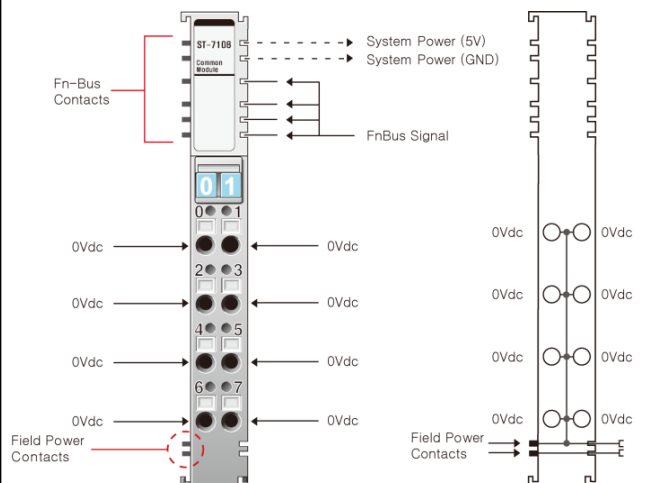 ST-7108
Common
Module
System Power (5V)
System Power (GND)
Fn-Bus
Contacts
FnBus Signal
0 1
0 1
0Vdc 0Vdc
2 3
0Vdc 0Vdc
4 5
0Vdc 0Vdc
6 7
0Vdc 0Vdc
Field Power
Contacts
0Vdc 0Vdc
0Vdc 0Vdc
0Vdc 0Vdc
0Vdc 0Vdc
Field Power
Contacts